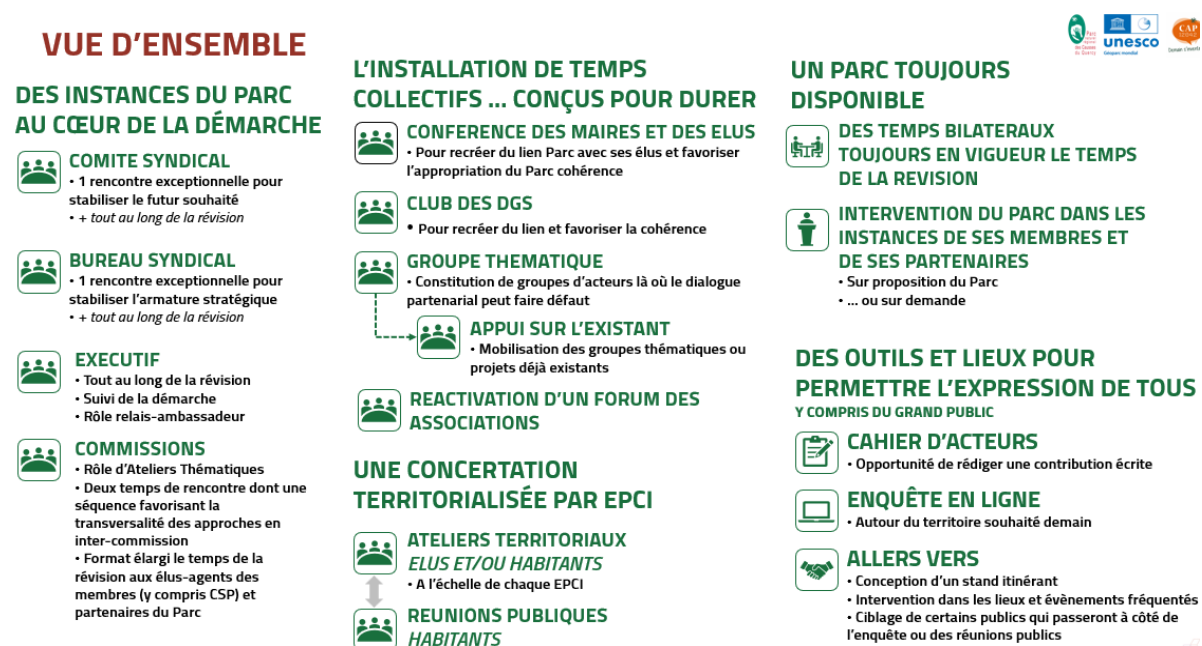 VUE D'ENSEMBLE
DES INSTANCES DU PARC
AU CŒUR DE LA DÉMARCHE
COMITE SYNDICAL
• 1 rencontre exceptionnelle pour
stabiliser le futur souhaité
• + tout au long de la révision
BUREAU SYNDICAL
• 1 rencontre exceptionnelle pour
stabiliser l'armature stratégique
• + tout au long de la révision
EXECUTIF
• Tout au long de la révision
• Suivi de la démarche
• Rôle relais-ambassadeur
COMMISSIONS
• Rôle d'Ateliers Thématiques
• Deux temps de rencontre dont une
séquence favorisant la
transversalité des approches en
inter-commission
• Format élargi le temps de la
révision aux élus-agents des
membres (y compris CSP) et
partenaires du Parc
L'INSTALLATION DE TEMPS
COLLECTIFS ... CONÇUS POUR DURER
CONFERENCE DES MAIRES ET DES ELUS
• Pour recréer du lien Parc avec ses élus et favoriser
l'appropriation du Parc cohérence
CLUB DES DGS
• Pour recréer du lien et favoriser la cohérence
GROUPE THEMATIQUE
• Constitution de groupes d'acteurs là où le dialogue
partenarial peut faire défaut
APPUI SUR L'EXISTANT
• Mobilisation des groupes thématiques ou
projets déjà existants
REACTIVATION D'UN FORUM DES
ASSOCIATIONS
UNE CONCERTATION
TERRITORIALISÉE PAR EPCI
ATELIERS TERRITORIAUX
ELUS ET/OU HABITANTS
• A l'échelle de chaque EPCI
REUNIONS PUBLIQUES
HABITANTS
unesco
CAP
UN PARC TOUJOURS
DISPONIBLE
DES TEMPS BILATERAUX
TOUJOURS EN VIGUEUR LE TEMPS
DE LA REVISION
INTERVENTION DU PARC DANS LES
INSTANCES DE SES MEMBRES ET
DE SES PARTENAIRES
• Sur proposition du Parc
• ... ou sur demande
DES OUTILS ET LIEUX POUR
PERMETTRE L'EXPRESSION DE TOUS
Y COMPRIS DU GRAND PUBLIC
CAHIER D'ACTEURS
• Opportunité de rédiger une contribution écrite
ENQUÊTE EN LIGNE
• Autour du territoire souhaité demain
ALLERS VERS
• Conception d'un stand itinérant
• Intervention dans les lieux et évènements fréquentés
• Ciblage de certains publics qui passeront à côté de
l'enquête ou des réunions publics